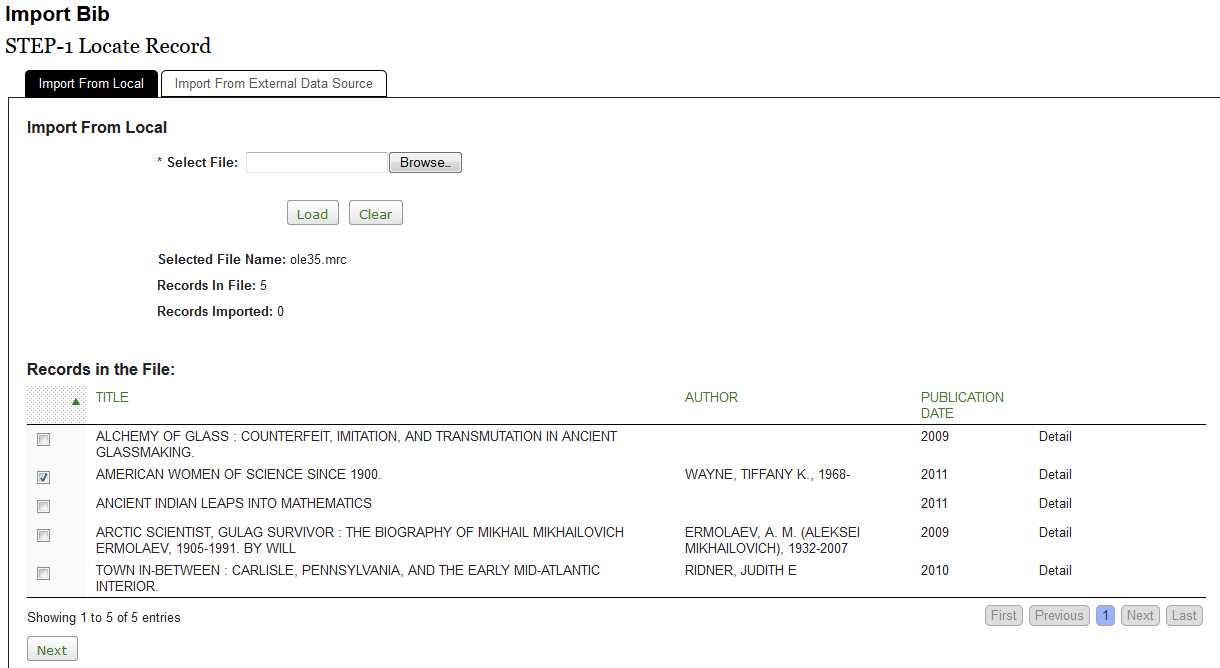 Import Bib
STEP-1 Locate Record
Import From Local
Import From External Data Source
Import From Local
* Select File:
Browse…
Load
Clear
Selected File Name: ole35.mrc
Records In File: 5
Records Imported: 0
Records in the File:
TITLE AUTHOR PUBLICATION
DATE
ALCHEMY OF GLASS : COUNTERFEIT, IMITATION, AND TRANSMUTATION IN ANCIENT 2009 Detail
GLASSMAKING.
AMERICAN WOMEN OF SCIENCE SINCE 1900. WAYNE, TIFFANY K., 1968- 2011 Detail
ANCIENT INDIAN LEAPS INTO MATHEMATICS 2011 Detail
ARCTIC SCIENTIST, GULAG SURVIVOR : THE BIOGRAPHY OF MIKHAIL MIKHAILOVICH ERMOLAEV, A. M. (ALEKSEI 2009 Detail
ERMOLAEV, 1905-1991. BY WILL MIKHAILOVICH), 1932-2007
TOWN IN-BETWEEN : CARLISLE, PENNSYLVANIA, AND THE EARLY MID-ATLANTIC RIDNER, JUDITH E 2010 Detail
INTERIOR.
Showing 1 to 5 of 5 entries
First Previous 1 Next Last
Next